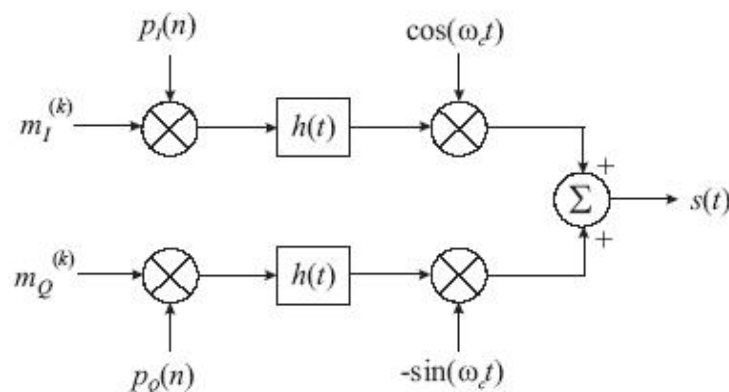 p_I(n)
cos(ω_c t)
m_I^(k)
h(t)
+
Σ
s(t)
+
m_Q^(k)
h(t)
p_Q(n)
-sin(ω_c t)